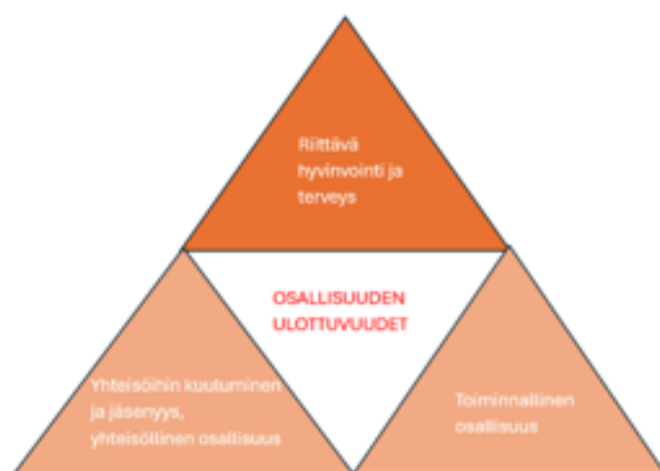 Riittävä
hyvinvointi ja
terveys
OSALLISUUDEN
ULOTTUVUUDET
Yhteisöihin kuuluminen
ja jäsenyys,
yhteisöllinen osallisuus
Toiminnallinen
osallisuus